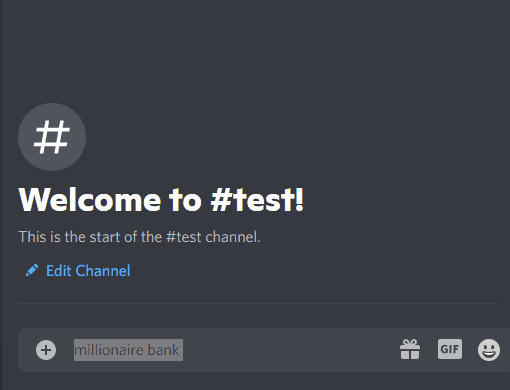 #
Welcome to #test!
This is the start of the #test channel.
Edit Channel
millionaire bank
GIF